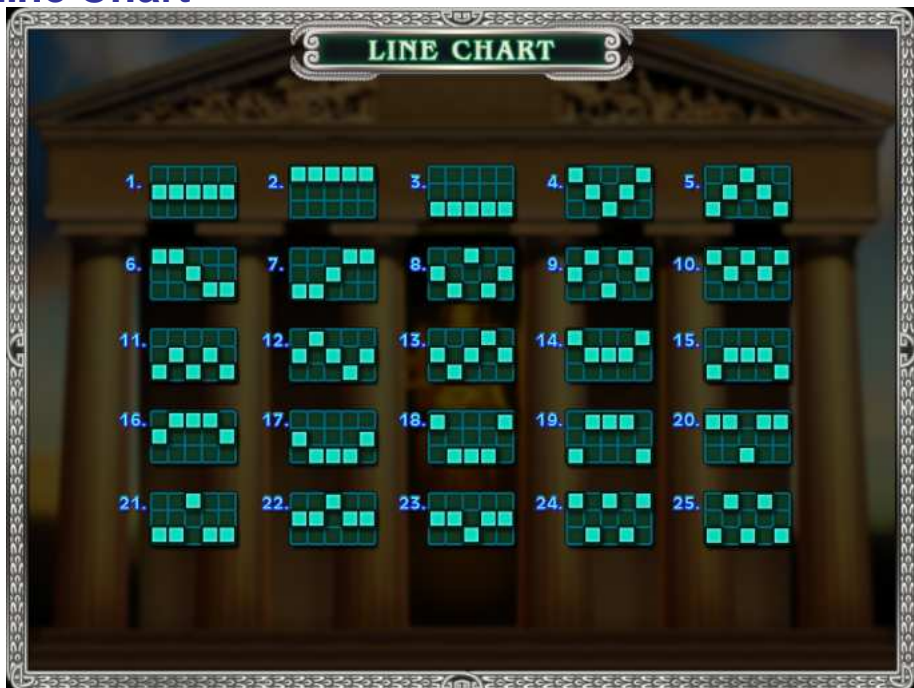 LINE CHART
1. 2. 3. 4. 5.
6. 7. 8. 9. 10.
11. 12. 13. 14. 15.
16. 17. 18. 19. 20.
21. 22. 23. 24. 25.